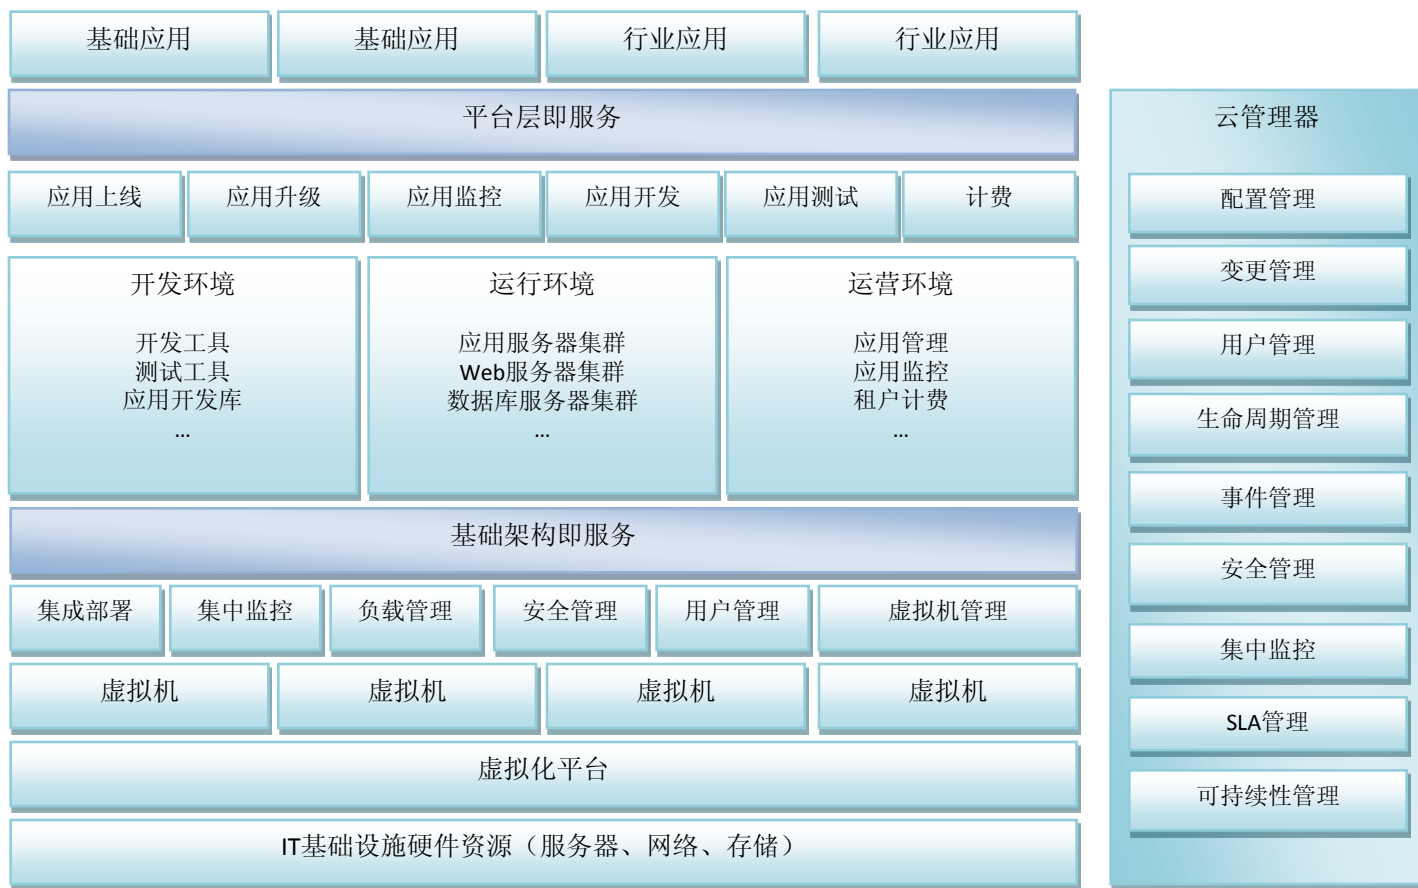 基础应用
基础应用
行业应用
行业应用
平台层即服务
应用上线
应用升级
应用监控
应用开发
应用测试
计费
开发环境
开发工具
测试工具
应用开发库
...
运行环境
应用服务器集群
Web服务器集群
数据库服务器集群
...
运营环境
应用管理
应用监控
租户计费
...
基础架构即服务
集成部署
集中监控
负载管理
安全管理
用户管理
虚拟机管理
虚拟机
虚拟机
虚拟机
虚拟机
虚拟化平台
IT基础设施硬件资源（服务器、网络、存储）
云管理器
配置管理
变更管理
用户管理
生命周期管理
事件管理
安全管理
集中监控
SLA管理
可持续性管理